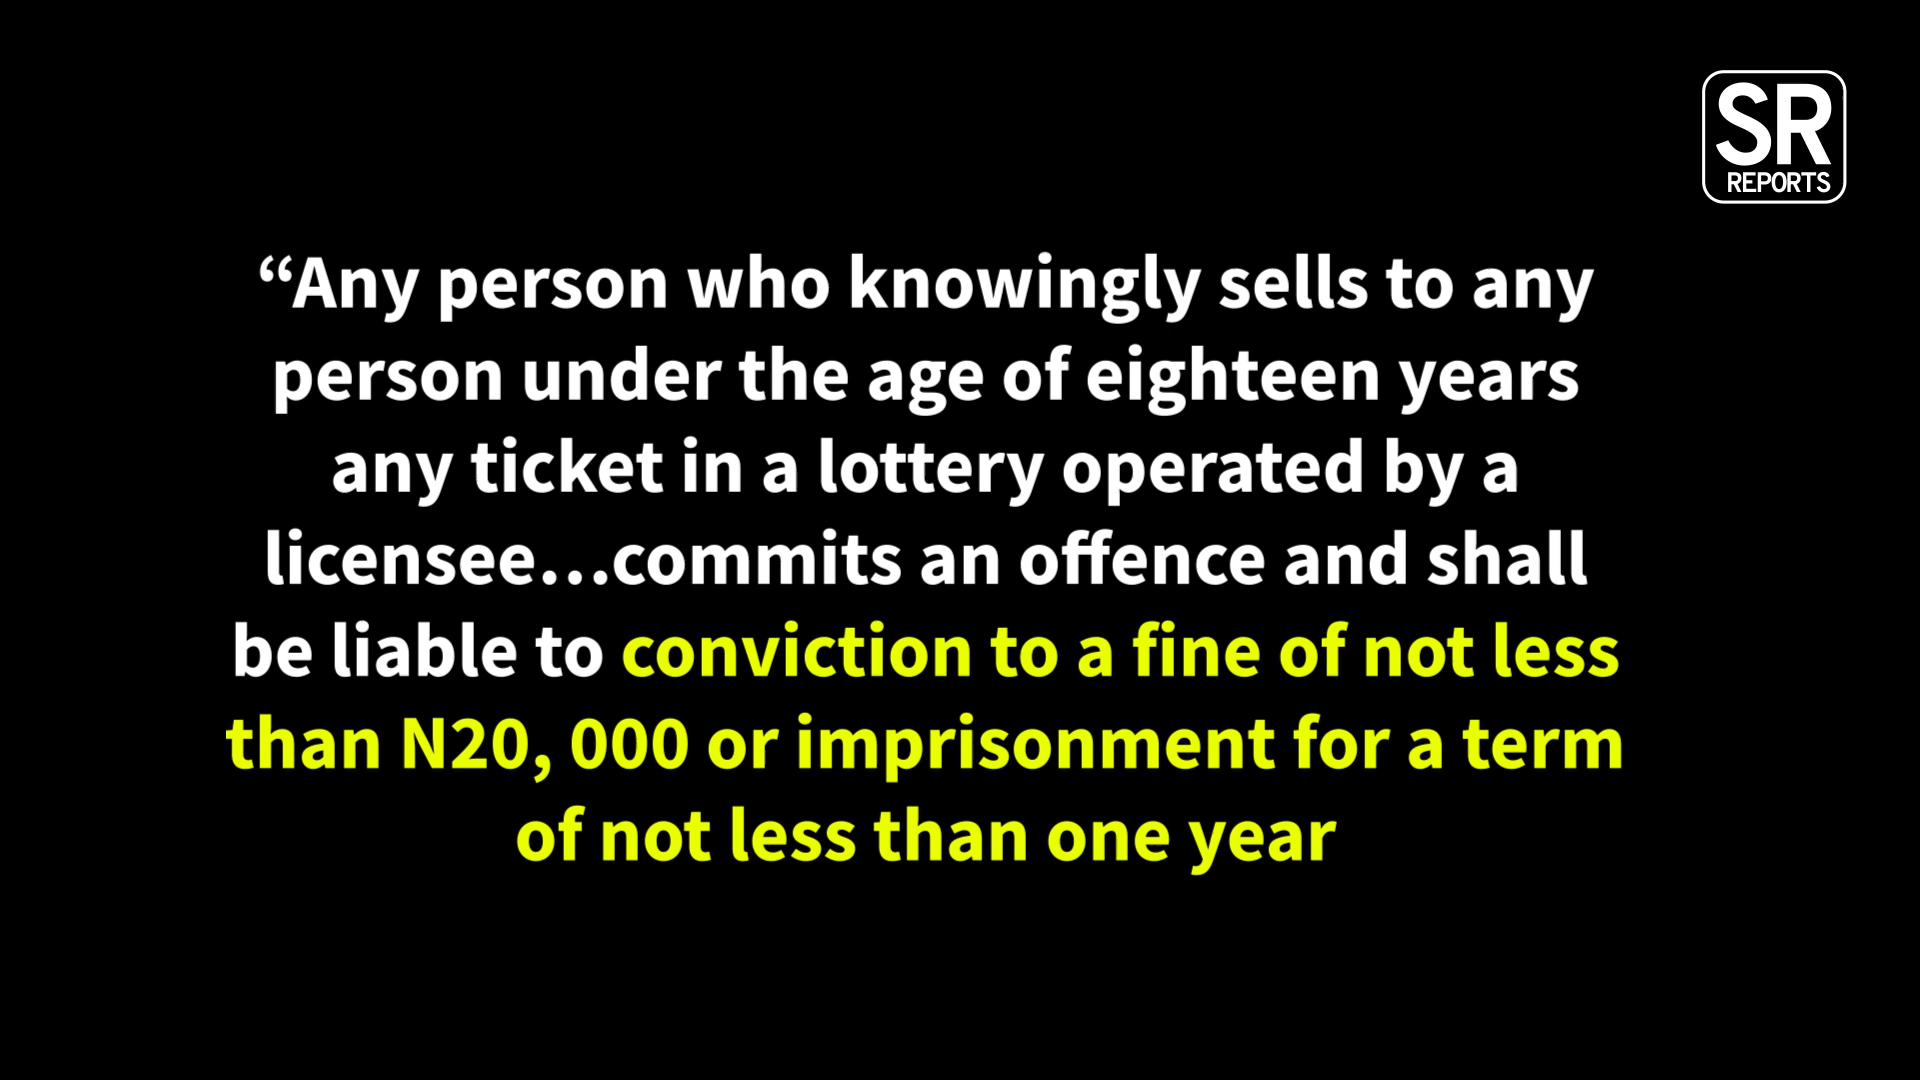 SR
REPORTS
“Any person who knowingly sells to any
person under the age of eighteen years
any ticket in a lottery operated by a
licensee...commits an offence and shall
be liable to conviction to a fine of not less
than N20, 000 or imprisonment for a term
of not less than one year